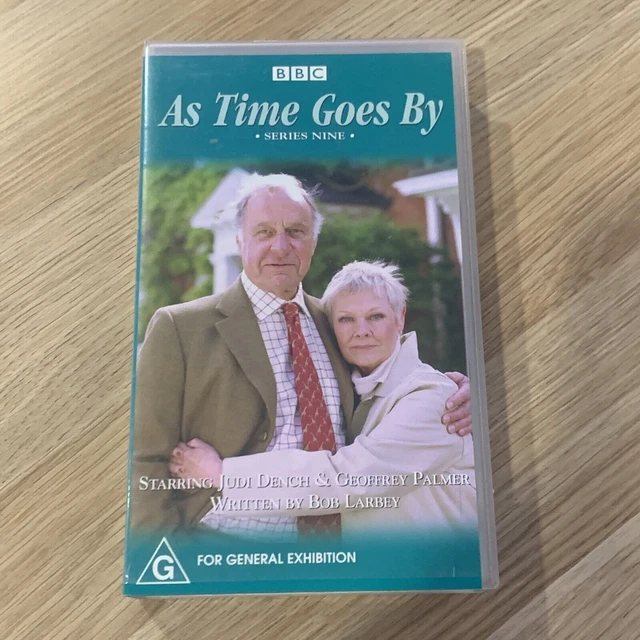 BBC
As Time Goes By
• SERIES NINE •
STARRING JUDI DENCH & GEOFFREY PALMER
WRITTEN BY BOB LARBEY
G FOR GENERAL EXHIBITION